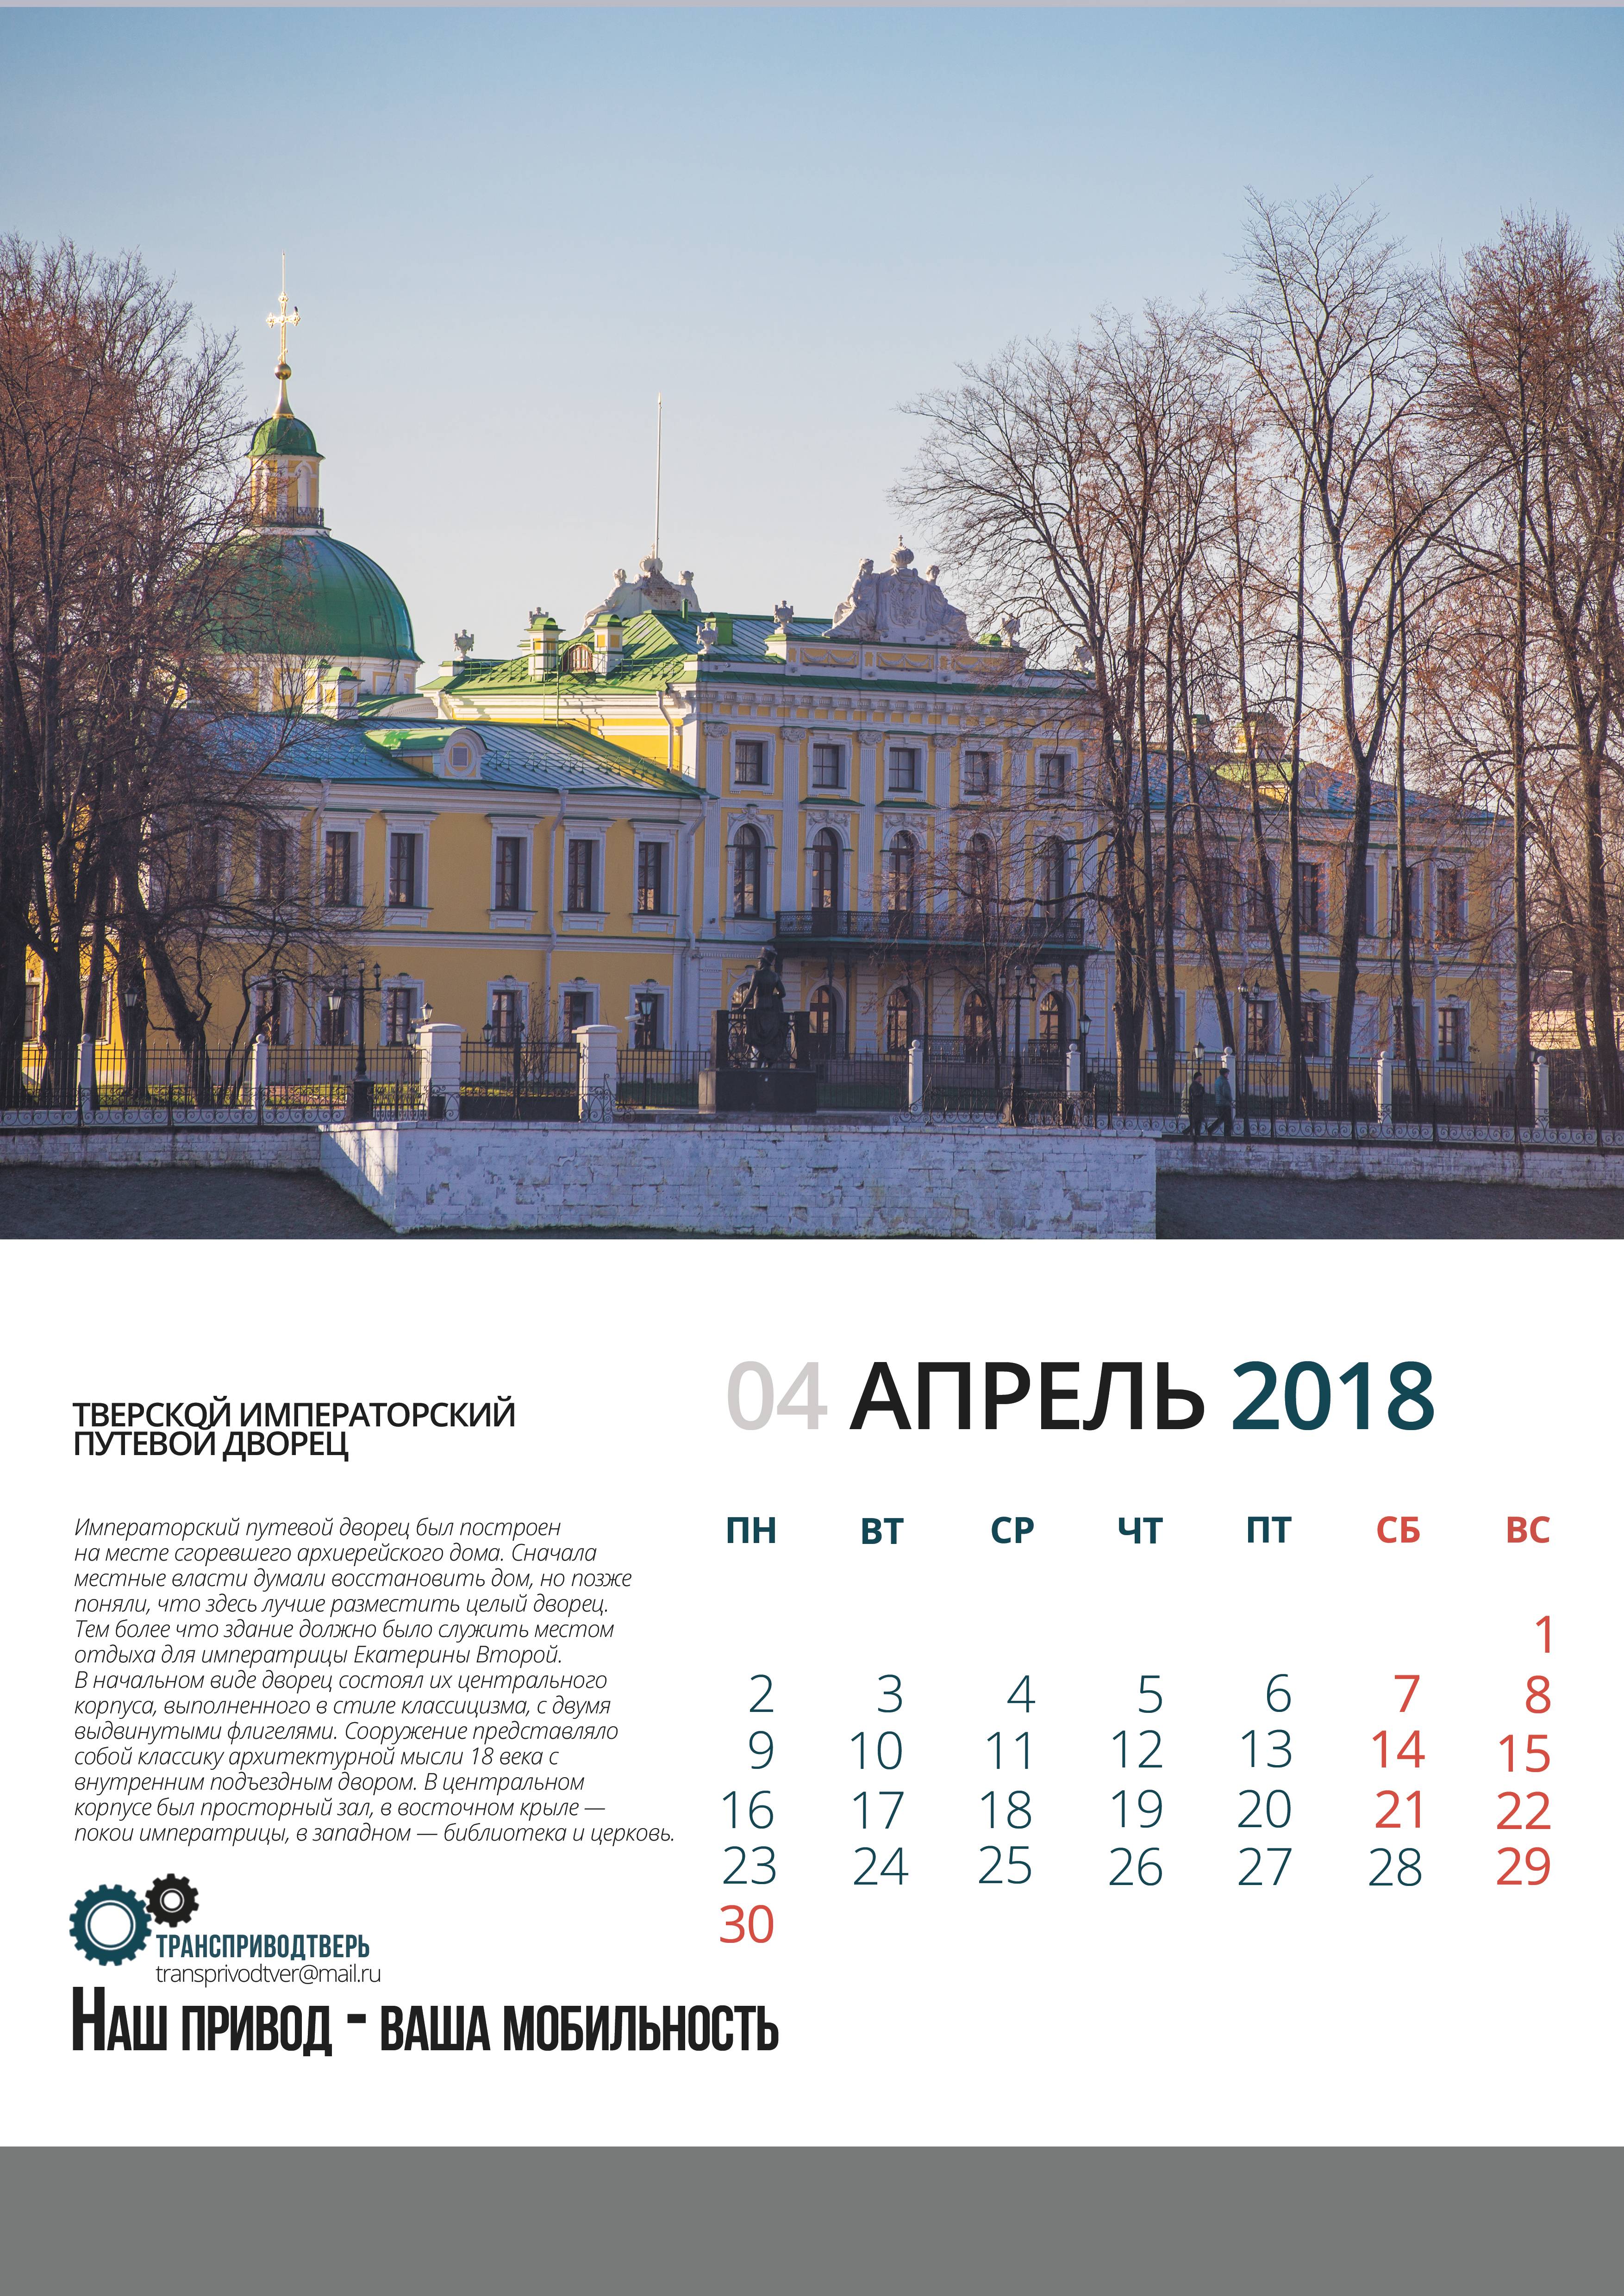 04 АПРЕЛЬ 2018
ТВЕРСКОЙ ИМПЕРАТОРСКИЙ
ПУТЕВОЙ ДВОРЕЦ
Императорский путевой дворец был построен
на месте сгоревшего архиерейского дома. Сначала
местные власти думали восстановить дом, но позже
поняли, что здесь лучше разместить целый дворец.
Тем более что здание должно было служить местом
отдыха для императрицы Екатерины Второй.
В начальном виде дворец состоял их центрального
корпуса, выполненного в стиле классицизма, с двумя
выдвинутыми флигелями. Сооружение представляло
собой классику архитектурной мысли 18 века с
внутренним подъездным двором. В центральном
корпусе был просторный зал, в восточном крыле —
покои императрицы, в западном — библиотека и церковь.
ПН ВТ СР ЧТ ПТ СБ ВС
1
2 3 4 5 6 7 8
9 10 11 12 13 14 15
16 17 18 19 20 21 22
23 24 25 26 27 28 29
30
ТРАНСПРИВОДТВЕРЬ
transprivodtver@mail.ru
НАШ ПРИВОД - ВАША МОБИЛЬНОСТЬ